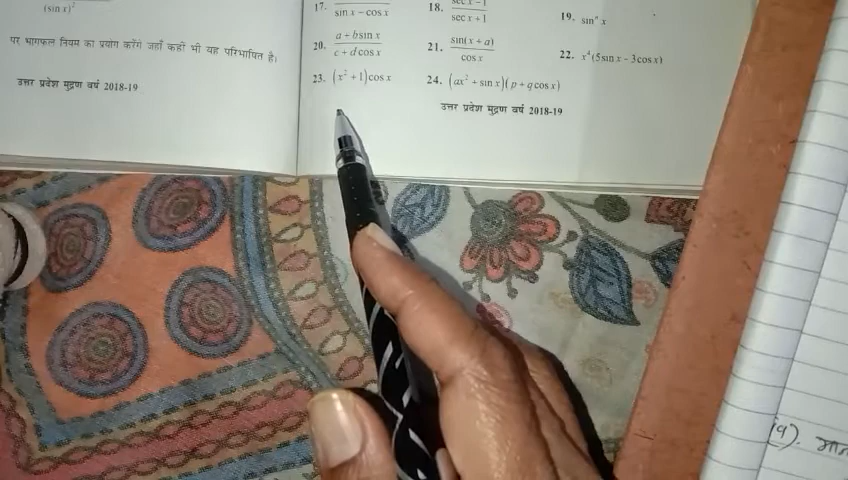 (sin x)²
पर भागफल नियम का प्रयोग करेंगे जहाँ कहीं भी यह परिभाषित है।
उत्तर प्रदेश मुद्रण वर्ष 2018-19
17. sin x − cos x
18. sec x − 1 / sec x + 1
19. sinⁿ x
20. a + b sin x / c + d cos x
21. sin(x + a) / cos x
22. x⁴(5 sin x − 3 cos x)
23. (x² + 1) cos x
24. (ax² + sin x)(p + q cos x)
उत्तर प्रदेश मुद्रण वर्ष 2018-19
(9). मान